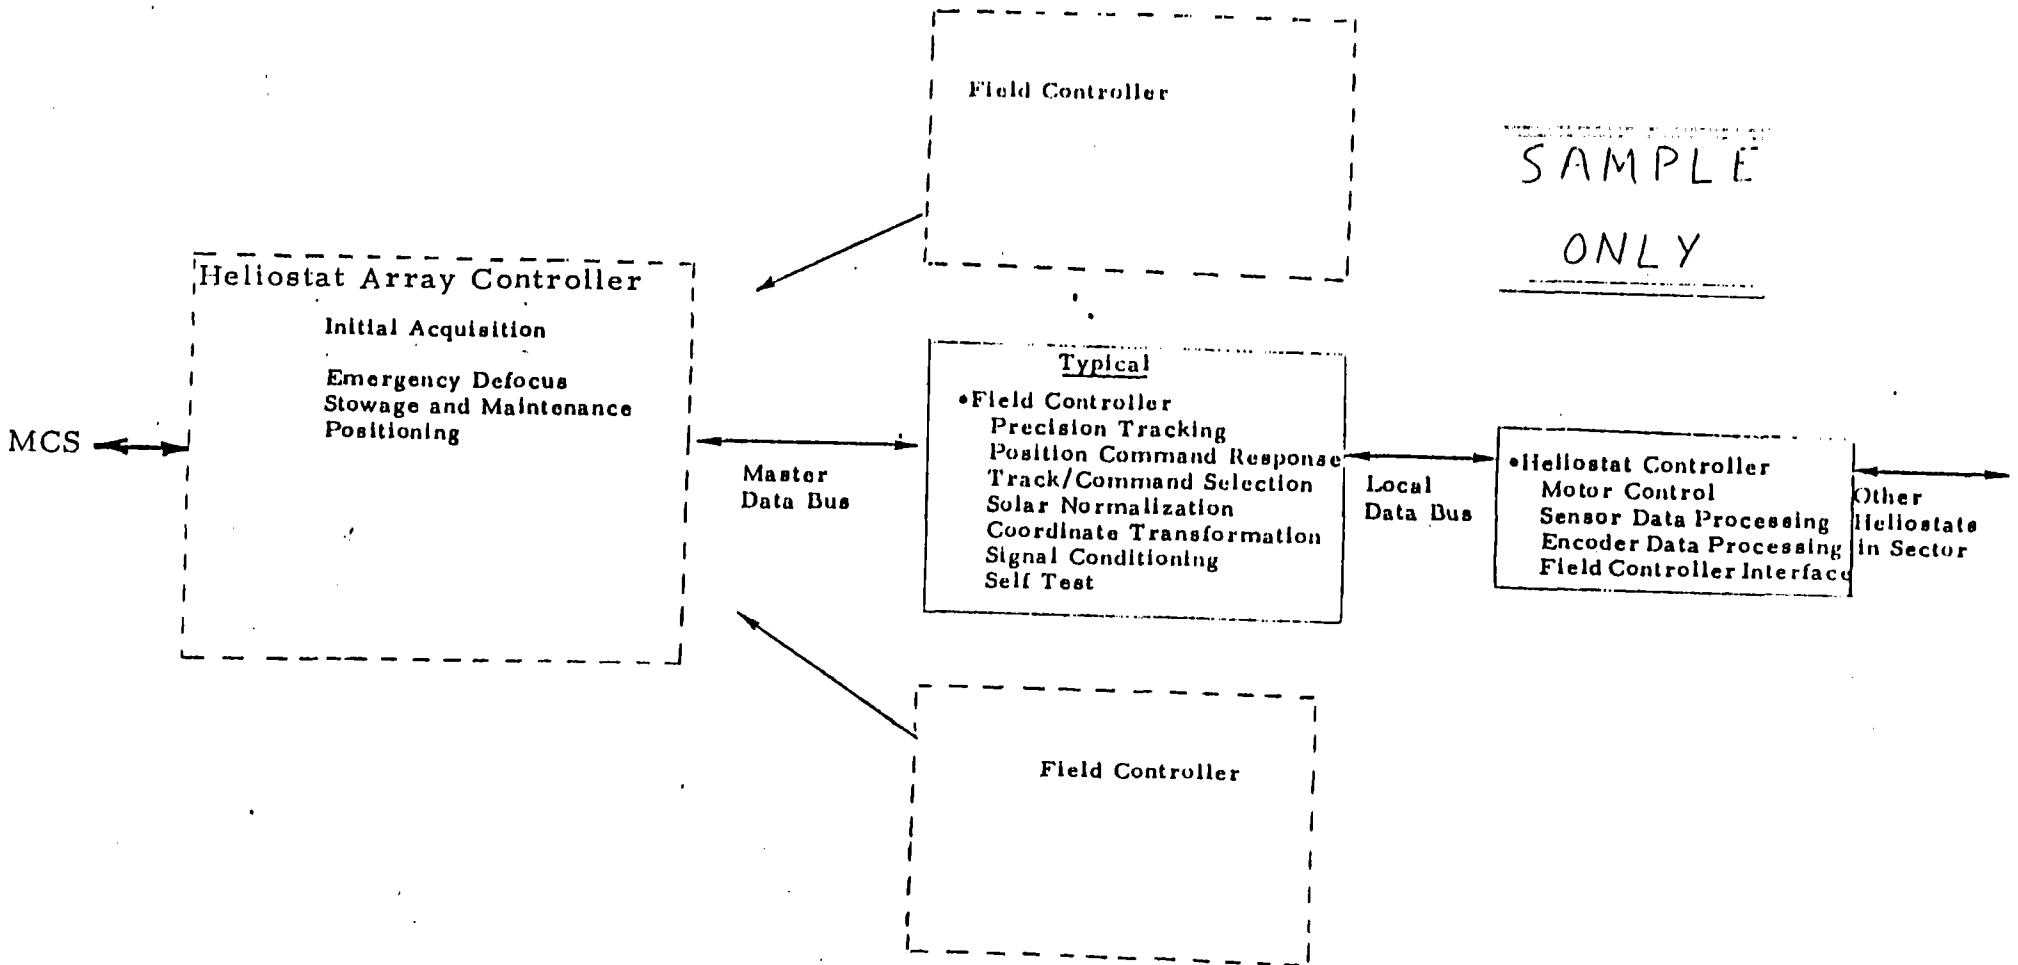 Field Controller
SAMPLE
ONLY
Heliostat Array Controller
Initial Acquisition
Emergency Defocus
Stowage and Maintenance
Positioning
MCS
Master
Data Bus
Typical
•Field Controller
Precision Tracking
Position Command Response
Track/Command Selection
Solar Normalization
Coordinate Transformation
Signal Conditioning
Self Test
Local
Data Bus
•Heliostat Controller
Motor Control
Sensor Data Processing
Encoder Data Processing
Field Controller Interface
Other
Heliostats
in Sector
Field Controller